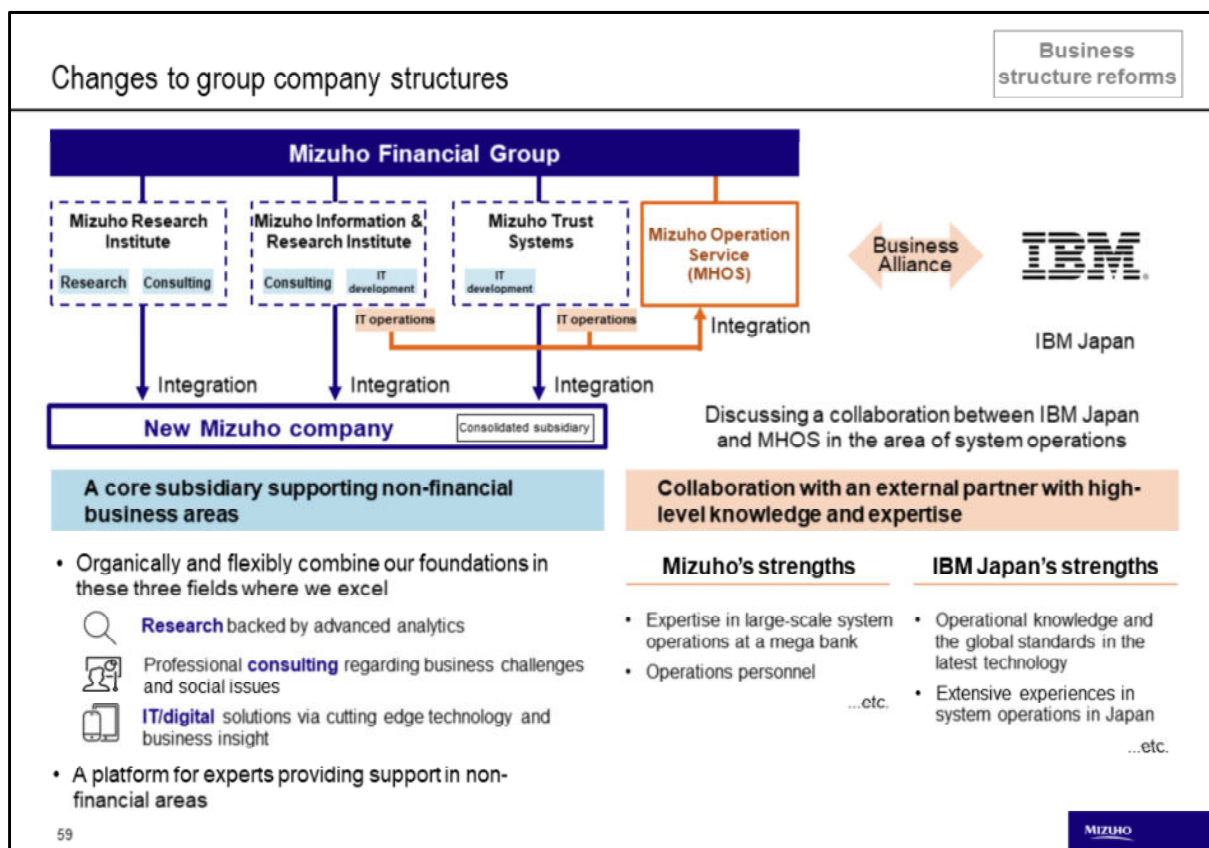 Changes to group company structures
Business
structure reforms
Mizuho Financial Group
Mizuho Research
Institute
Research
Consulting
Mizuho Information &
Research Institute
Consulting
IT
development
IT operations
Mizuho Trust
Systems
IT
development
IT operations
Mizuho Operation
Service
(MHOS)
Integration
Business
Alliance
IBM
IBM Japan
Integration
Integration
Integration
New Mizuho company
Consolidated subsidiary
Discussing a collaboration between IBM Japan
and MHOS in the area of system operations
A core subsidiary supporting non-financial
business areas
• Organically and flexibly combine our foundations in
these three fields where we excel
Research backed by advanced analytics
Professional consulting regarding business challenges
and social issues
IT/digital solutions via cutting edge technology and
business insight
• A platform for experts providing support in non-
financial areas
Collaboration with an external partner with high-
level knowledge and expertise
Mizuho's strengths
• Expertise in large-scale system
operations at a mega bank
• Operations personnel
...etc.
IBM Japan's strengths
• Operational knowledge and
the global standards in the
latest technology
• Extensive experiences in
system operations in Japan
...etc.
59
MIZUHO